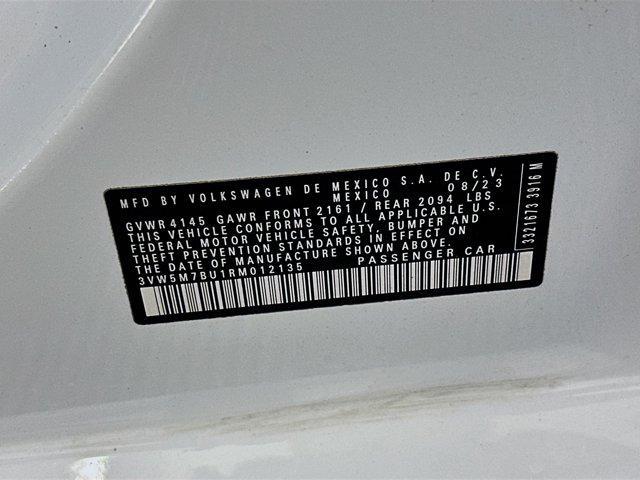 MFD BY VOLKSWAGEN DE MEXICO S.A. DE C.V.
MEXICO 08/23
GVWR 4145 GAWR FRONT 2161 / REAR 2094 LBS
THIS VEHICLE CONFORMS TO ALL APPLICABLE U.S.
FEDERAL MOTOR VEHICLE SAFETY, BUMPER AND
THEFT PREVENTION STANDARDS IN EFFECT ON
THE DATE OF MANUFACTURE SHOWN ABOVE.
3VW5M7BU1RM012135 PASSENGER CAR
3321673 3916 M